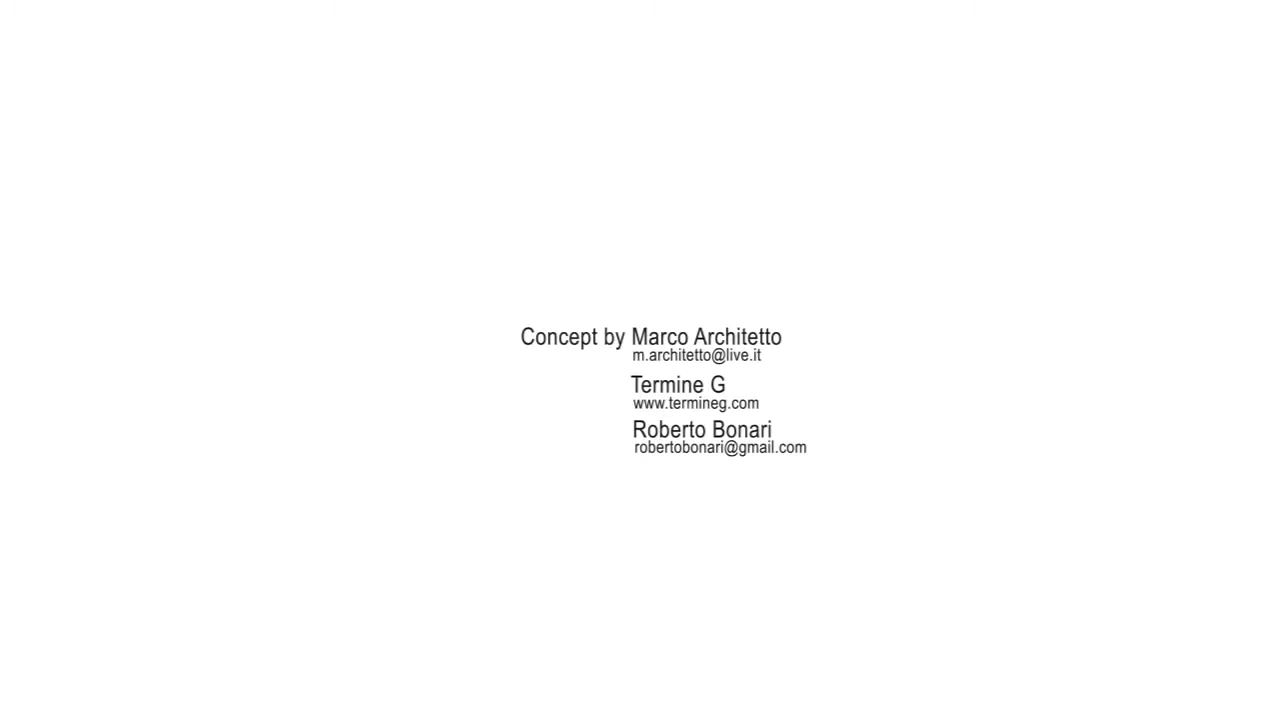 Concept by Marco Architetto
m.architetto@live.it
Termine G
www.termineg.com
Roberto Bonari
robertobonari@gmail.com